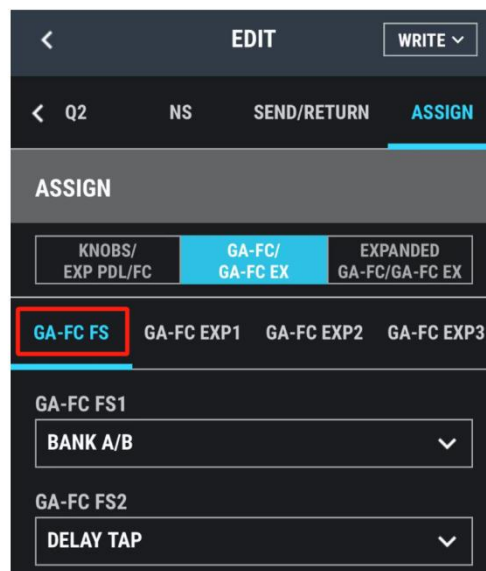 EDIT
WRITE
Q2 NS SEND/RETURN ASSIGN
ASSIGN
KNOBS/
EXP PDL/FC
GA-FC/
GA-FC EX
EXPANDED
GA-FC/GA-FC EX
GA-FC FS GA-FC EXP1 GA-FC EXP2 GA-FC EXP3
GA-FC FS1
BANK A/B
GA-FC FS2
DELAY TAP